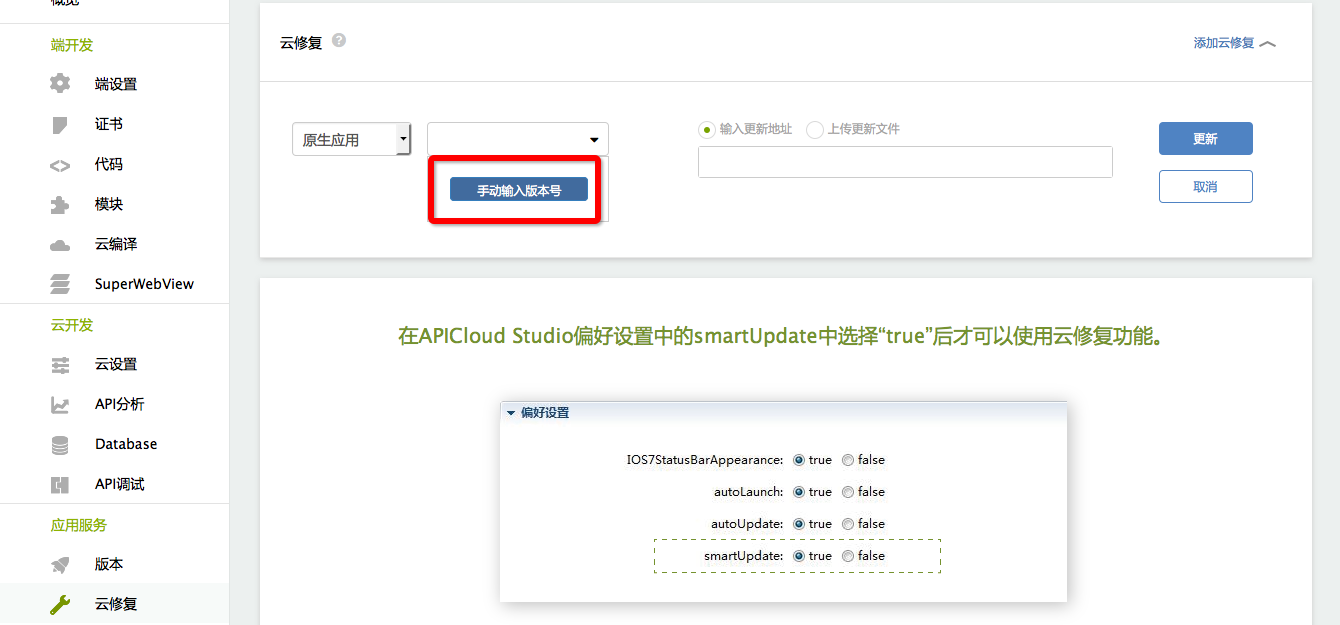 概览
端开发
端设置
证书
代码
模块
云编译
SuperWebView
云开发
云设置
API分析
Database
API调试
应用服务
版本
云修复
云修复 ?
添加云修复
原生应用
手动输入版本号
输入更新地址 上传更新文件
更新
取消
在APICloud Studio偏好设置中的smartUpdate中选择“true”后才可以使用云修复功能。
偏好设置
IOS7StatusBarAppearance: true false
autoLaunch: true false
autoUpdate: true false
smartUpdate: true false